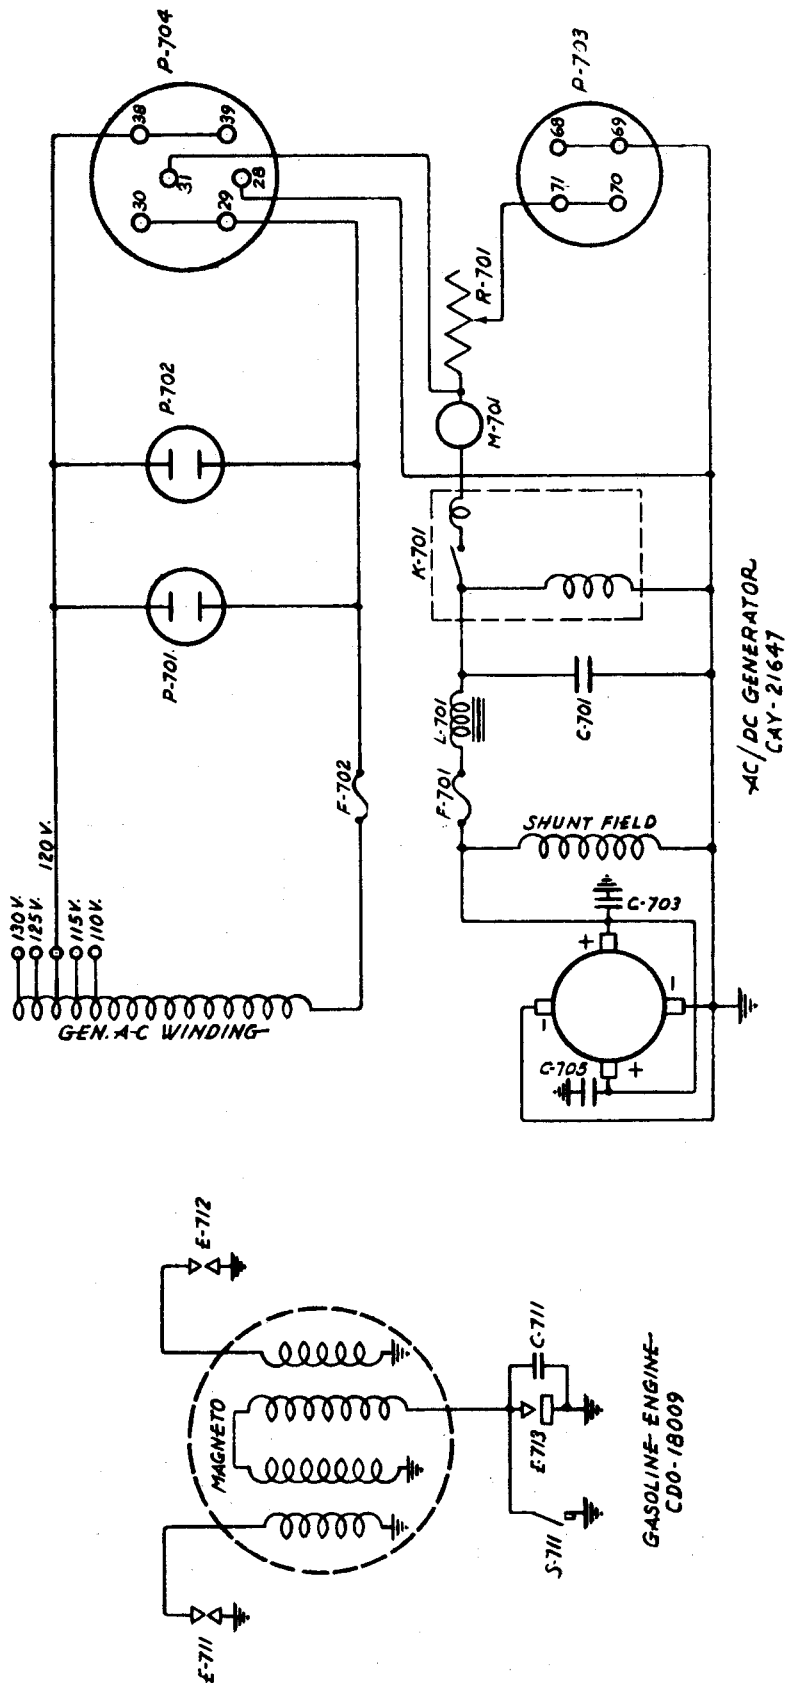 P-704
38
39
31
28
30
29
P-703
68
69
71
70
R-701
P-702
M-701
K-701
P-701
L-701
C-701
F-702
F-701
130V.
125V.
120V.
115V.
110V.
GEN. A-C WINDING
SHUNT FIELD
C-703
+
-
-
+
C-705
AC/DC GENERATOR
CAY-21647
E-712
MAGNETO
C-711
E-713
S-711
E-711
GASOLINE ENGINE
CDO-18009